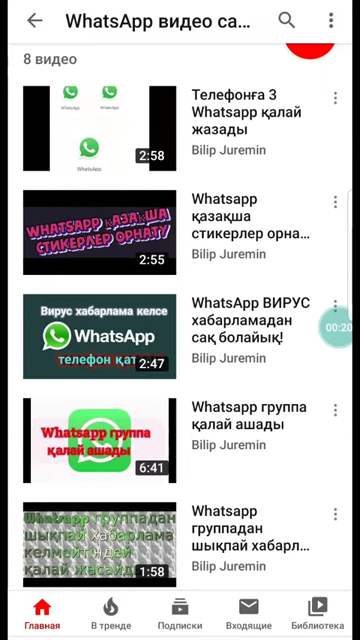 WhatsApp видео са...
8 видео
WhatsApp
WhatsApp
WhatsApp
2:58
Телефонға 3
Whatsapp қалай
жазады
Bilip Juremin
WHATSAPP ҚАЗАҚША
СТИКЕРЛЕР ОРНАТУ
2:55
Whatsapp
қазақша
стикерлер орна...
Bilip Juremin
Вирус хабарлама келсе
WhatsApp
телефон қат
2:47
WhatsApp ВИРУС
хабарламадан
сақ болайық!
Bilip Juremin
00:20
Whatsapp группа
қалай ашады
6:41
Whatsapp группа
қалай ашады
Bilip Juremin
Whatsapp группадан
шықпай хабарлама
келмейтіндей
қалай жасайды
1:58
Whatsapp
группадан
шықпай хабарл...
Bilip Juremin
Главная
В тренде
Подписки
Входящие
Библиотека